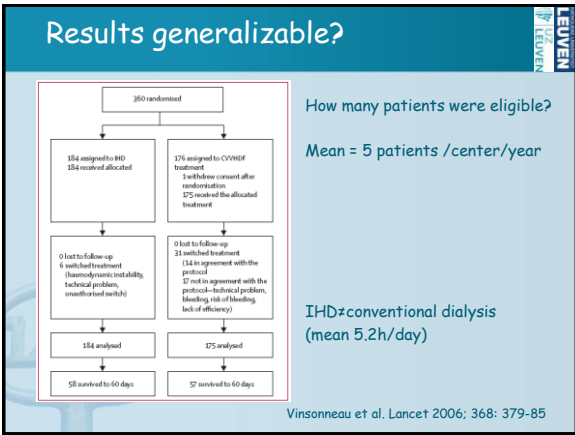 Results generalizable?
UZ
LEUVEN
LEUVEN
360 randomised
184 assigned to IHD
184 received allocated
176 assigned to CVVHDF
treatment
1 withdrew consent after
randomisation
175 received the allocated
treatment
0 lost to follow-up
6 switched treatment
(haemodynamic instability,
technical problem,
unauthorised switch)
0 lost to follow-up
31 switched treatment
(14 in agreement with the
protocol
17 not in agreement with the
protocol—technical problem,
bleeding, risk of bleeding,
lack of efficiency)
184 analysed
175 analysed
58 survived to 60 days
57 survived to 60 days
How many patients were eligible?
Mean = 5 patients /center/year
IHD≠conventional dialysis
(mean 5.2h/day)
Vinsonneau et al. Lancet 2006; 368: 379-85